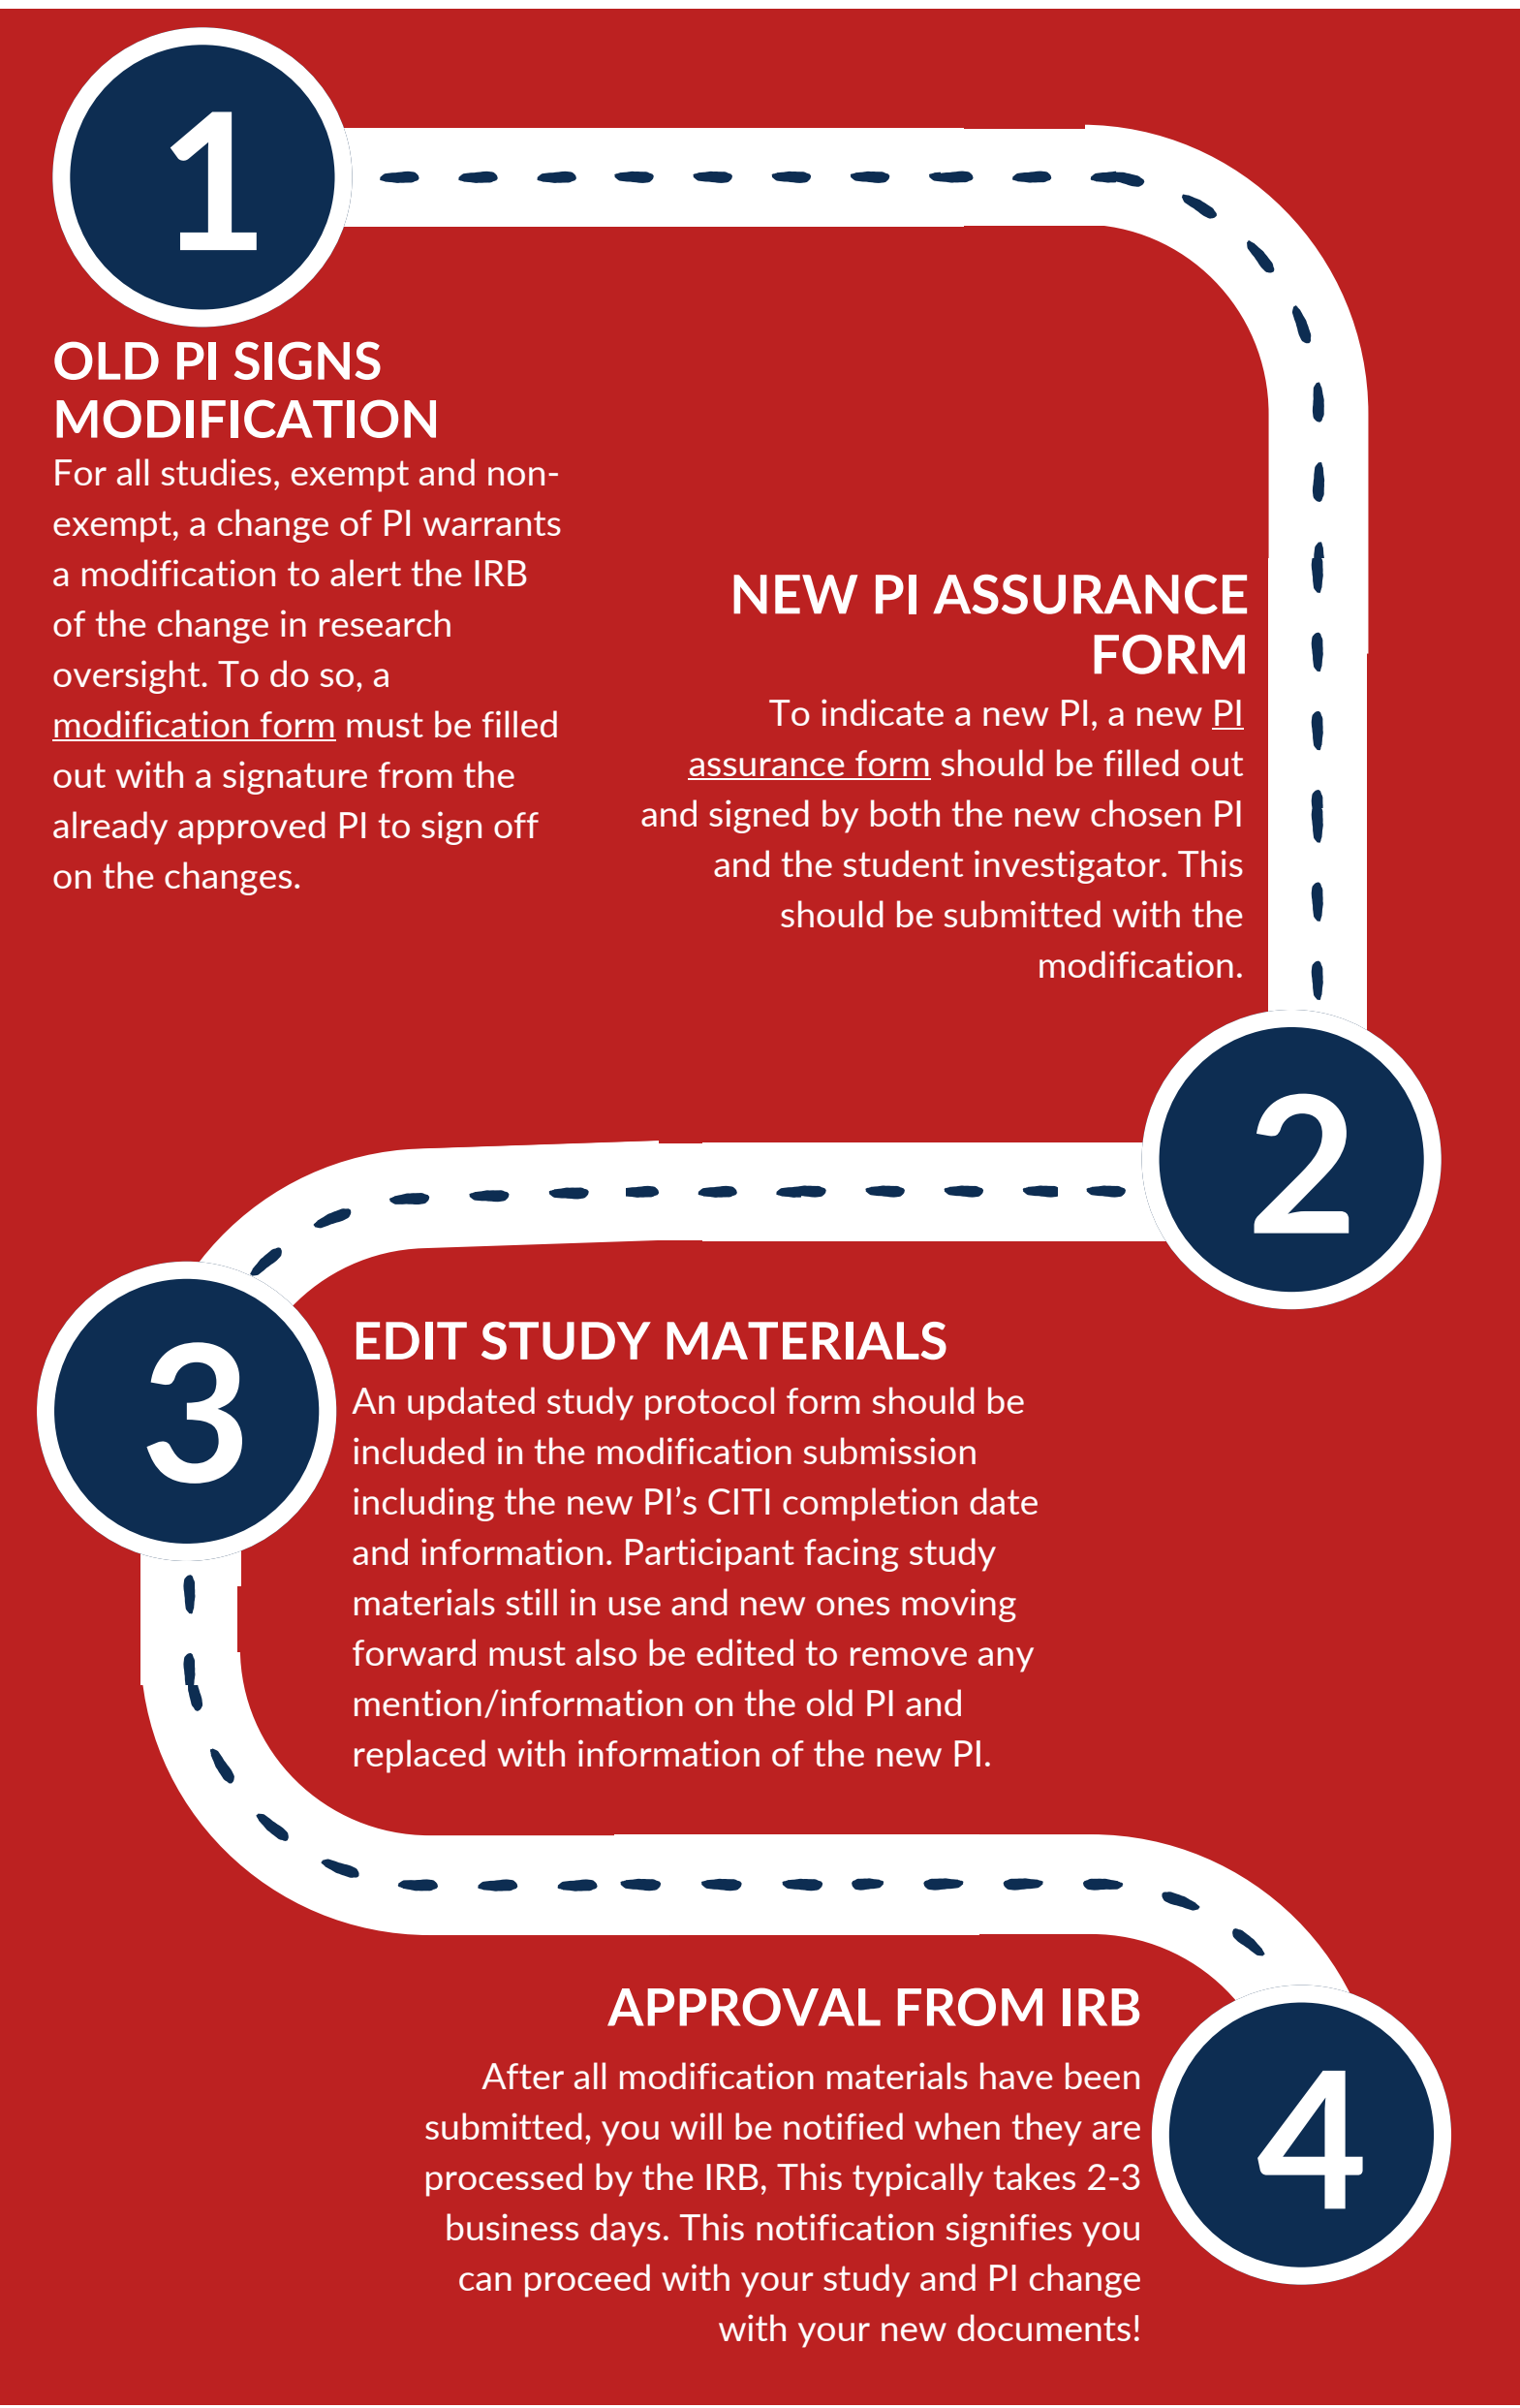 1
OLD PI SIGNS
MODIFICATION
For all studies, exempt and non-
exempt, a change of PI warrants
a modification to alert the IRB
of the change in research
oversight. To do so, a
modification form must be filled
out with a signature from the
already approved PI to sign off
on the changes.
NEW PI ASSURANCE
FORM
To indicate a new PI, a new PI
assurance form should be filled out
and signed by both the new chosen PI
and the student investigator. This
should be submitted with the
modification.
2
3
EDIT STUDY MATERIALS
An updated study protocol form should be
included in the modification submission
including the new PI’s CITI completion date
and information. Participant facing study
materials still in use and new ones moving
forward must also be edited to remove any
mention/information on the old PI and
replaced with information of the new PI.
APPROVAL FROM IRB
After all modification materials have been
submitted, you will be notified when they are
processed by the IRB, This typically takes 2-3
business days. This notification signifies you
can proceed with your study and PI change
with your new documents!
4